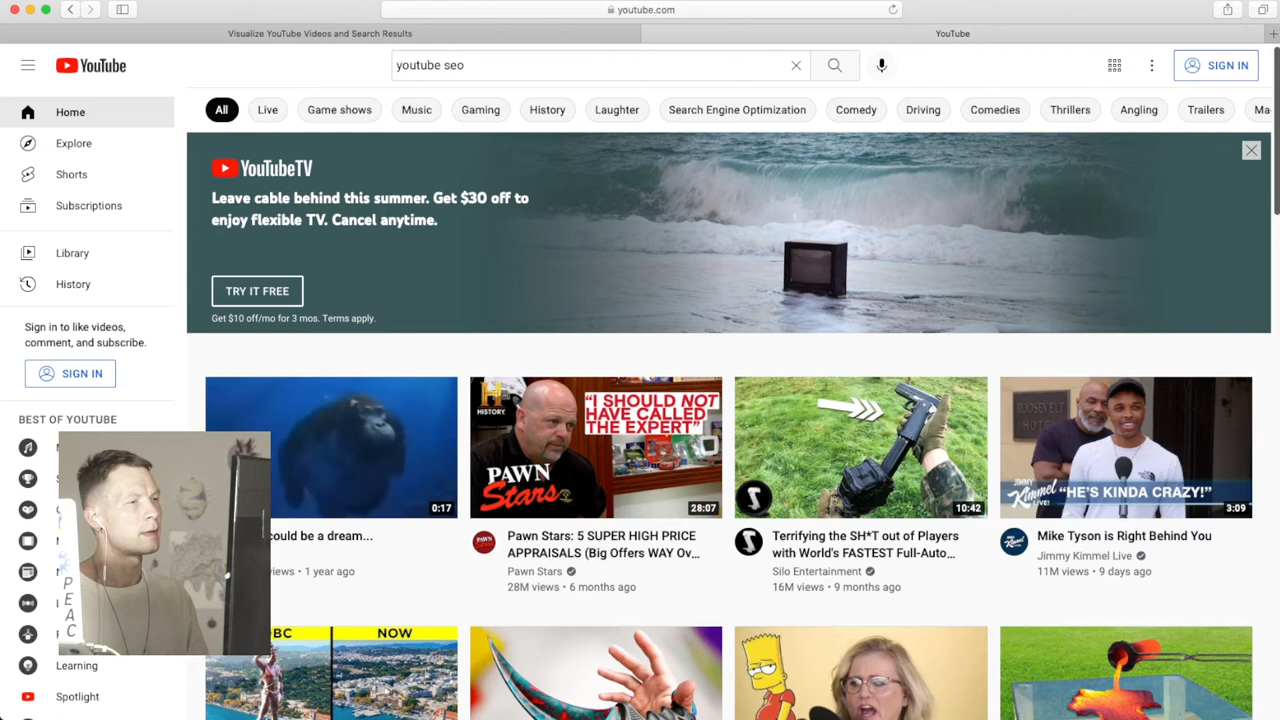 youtube.com
Visualize YouTube Videos and Search Results
YouTube
YouTube
youtube seo
SIGN IN
All
Live
Game shows
Music
Gaming
History
Laughter
Search Engine Optimization
Comedy
Driving
Comedies
Thrillers
Angling
Trailers
Ma
Home
Explore
Shorts
Subscriptions
Library
History
Sign in to like videos,
comment, and subscribe.
SIGN IN
BEST OF YOUTUBE
Learning
Spotlight
YouTubeTV
Leave cable behind this summer. Get $30 off to
enjoy flexible TV. Cancel anytime.
TRY IT FREE
Get $10 off/mo for 3 mos. Terms apply.
0:17
could be a dream...
views • 1 year ago
HISTORY
"I SHOULD NOT
HAVE CALLED
THE EXPERT"
PAWN
Stars
28:07
Pawn Stars: 5 SUPER HIGH PRICE
APPRAISALS (Big Offers WAY Ov...
Pawn Stars
28M views • 6 months ago
10:42
Terrifying the SH*T out of Players
with World's FASTEST Full-Auto...
Silo Entertainment
16M views • 9 months ago
ROOSEVELT
HOTEL
JIMMY
Kimmel
LIVE!
"HE'S KINDA CRAZY!"
3:09
Mike Tyson is Right Behind You
Jimmy Kimmel Live
11M views • 9 days ago
BC
NOW
PEAC